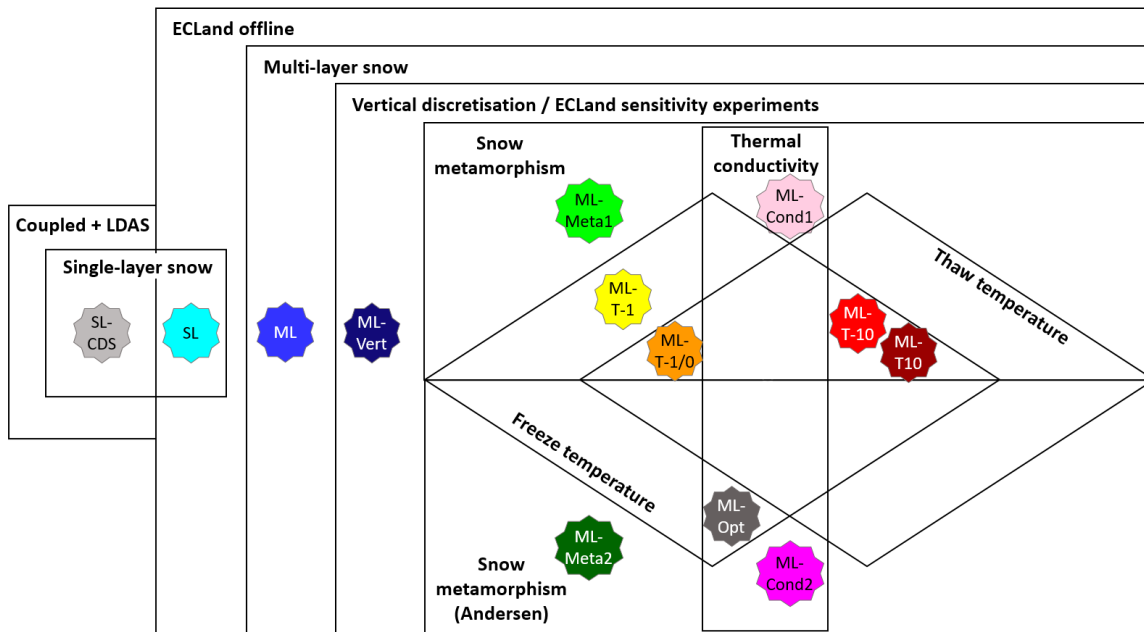 ECLand offline
Multi-layer snow
Vertical discretisation / ECLand sensitivity experiments
Snow
metamorphism
Thermal
conductivity
ML-
Meta1
ML-
Cond1
Coupled + LDAS
Single-layer snow
Thaw temperature
ML-
T-1
SL-
CDS
SL
ML
ML-
Vert
ML-
T-1/0
ML-
T-10
ML-
T10
Freeze temperature
ML-
Opt
ML-
Meta2
ML-
Cond2
Snow
metamorphism
(Andersen)